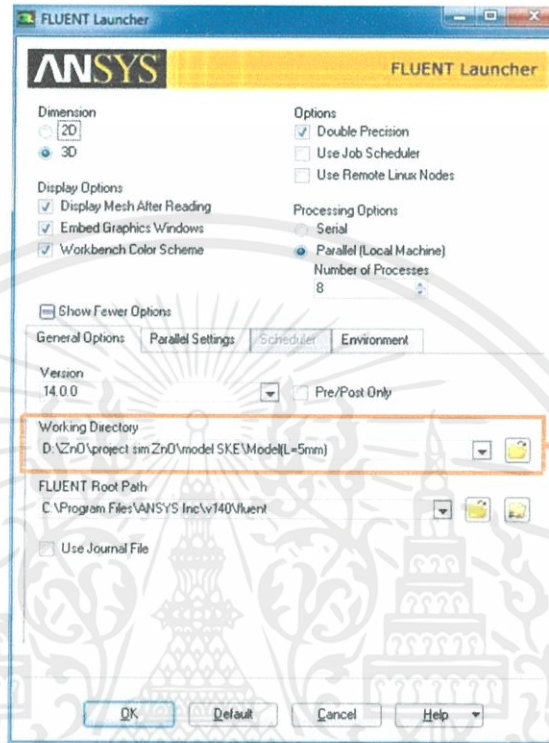 FLUENT Launcher
ANSYS FLUENT Launcher
Dimension
2D
3D
Display Options
Display Mesh After Reading
Embed Graphics Windows
Workbench Color Scheme
Options
Double Precision
Use Job Scheduler
Use Remote Linux Nodes
Processing Options
Serial
Parallel (Local Machine)
Number of Processes
8
Show Fewer Options
General Options Parallel Settings Scheduler Environment
Version
14.0.0 Pre/Post Only
Working Directory
D:\ZnO\project sim ZnO\model SKE\Model(L=5mm)
FLUENT Root Path
C:\Program Files\ANSYS Inc\v140\fluent
Use Journal File
OK Default Cancel Help